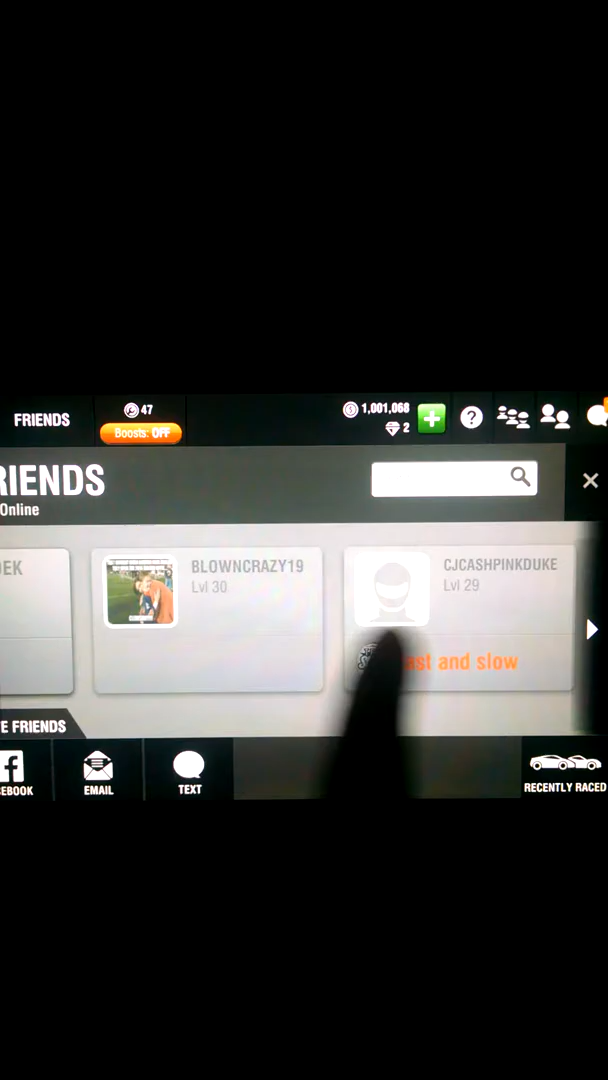 FRIENDS
47
Boosts: OFF
1,001,068
2
?
RIENDS
Online
EK
BLOWNCRAZY19
Lvl 30
CJCASHPINKDUKE
Lvl 29
ast and slow
E FRIENDS
f
EBOOK
EMAIL
TEXT
RECENTLY RACED